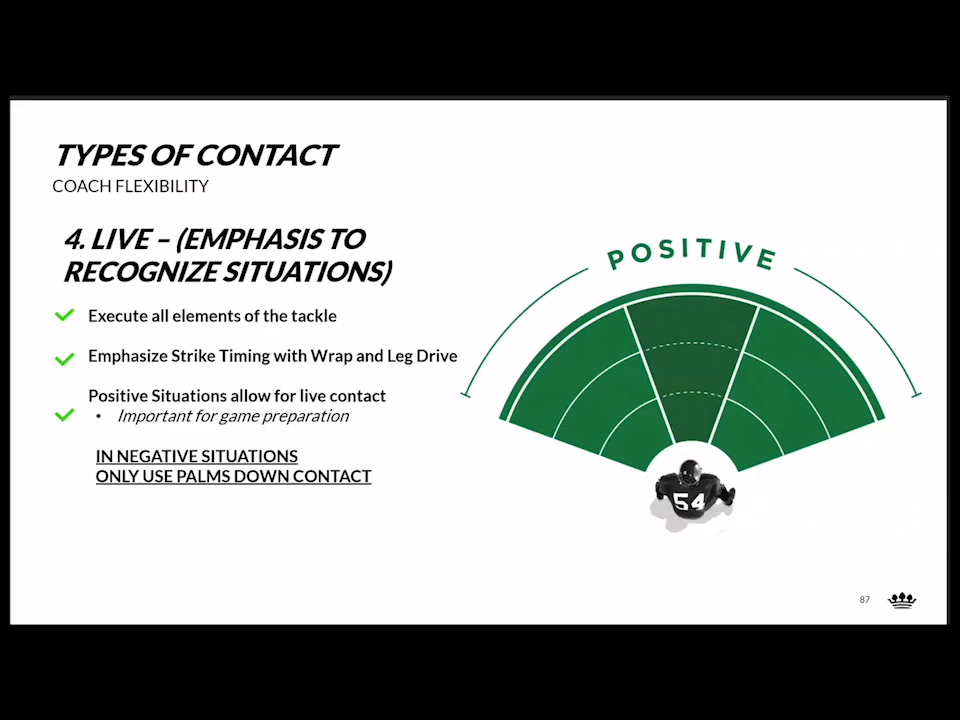 TYPES OF CONTACT
COACH FLEXIBILITY
4. LIVE – (EMPHASIS TO
RECOGNIZE SITUATIONS)
Execute all elements of the tackle
Emphasize Strike Timing with Wrap and Leg Drive
Positive Situations allow for live contact
• Important for game preparation
IN NEGATIVE SITUATIONS
ONLY USE PALMS DOWN CONTACT
POSITIVE
54
87